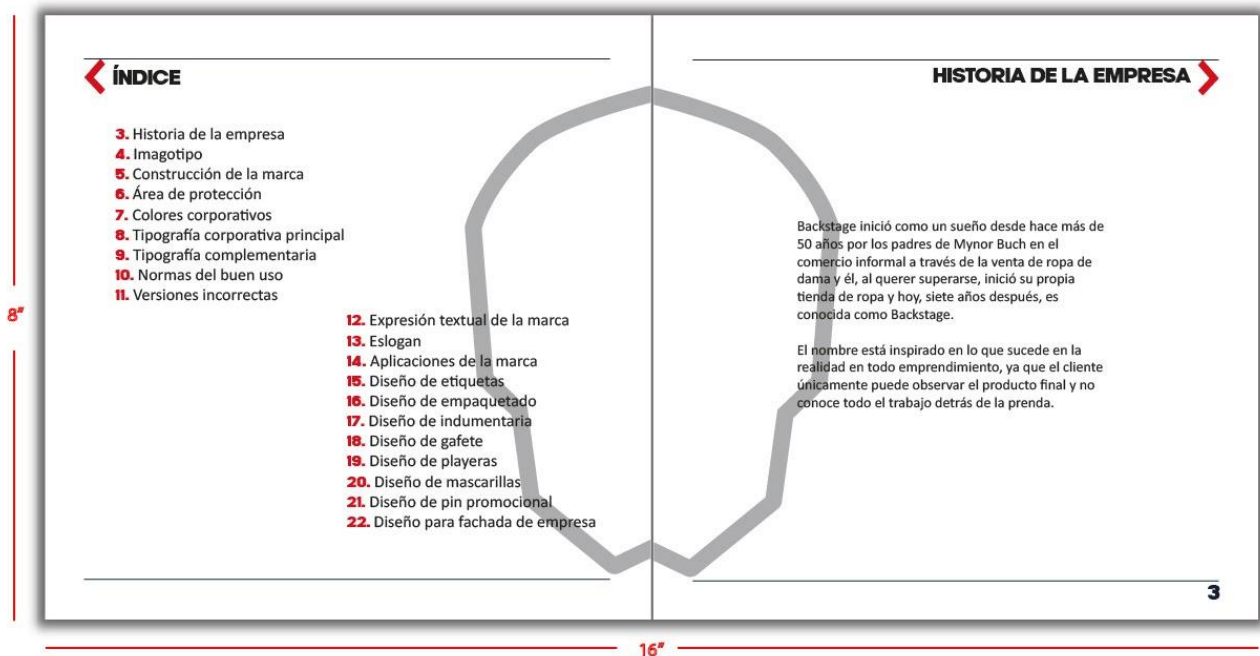 ÍNDICE
3. Historia de la empresa
4. Imagotipo
5. Construcción de la marca
6. Área de protección
7. Colores corporativos
8. Tipografía corporativa principal
9. Tipografía complementaria
10. Normas del buen uso
11. Versiones incorrectas
12. Expresión textual de la marca
13. Eslogan
14. Aplicaciones de la marca
15. Diseño de etiquetas
16. Diseño de empaquetado
17. Diseño de indumentaria
18. Diseño de gafete
19. Diseño de playeras
20. Diseño de mascarillas
21. Diseño de pin promocional
22. Diseño para fachada de empresa
HISTORIA DE LA EMPRESA
Backstage inició como un sueño desde hace más de
50 años por los padres de Mynor Buch en el
comercio informal a través de la venta de ropa de
dama y él, al querer superarse, inició su propia
tienda de ropa y hoy, siete años después, es
conocida como Backstage.
El nombre está inspirado en lo que sucede en la
realidad en todo emprendimiento, ya que el cliente
únicamente puede observar el producto final y no
conoce todo el trabajo detrás de la prenda.
3
8"
16"